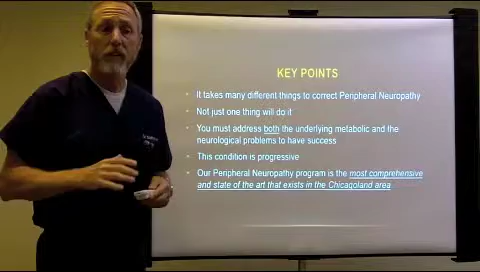 KEY POINTS
• It takes many different things to correct Peripheral Neuropathy
• Not just one thing will do it
• You must address both the underlying metabolic and the
neurological problems to have success
• This condition is progressive
• Our Peripheral Neuropathy program is the most comprehensive
and state of the art that exists in the Chicagoland area